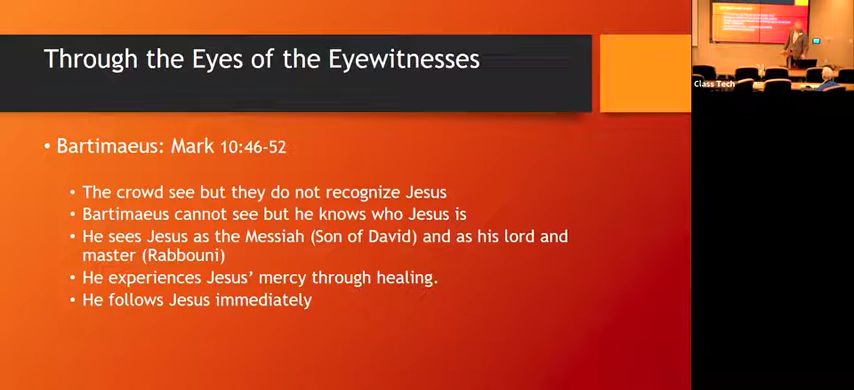 Through the Eyes of the Eyewitnesses
• Bartimaeus: Mark 10:46-52
• The crowd see but they do not recognize Jesus
• Bartimaeus cannot see but he knows who Jesus is
• He sees Jesus as the Messiah (Son of David) and as his lord and
master (Rabbouni)
• He experiences Jesus’ mercy through healing.
• He follows Jesus immediately
Class Tech